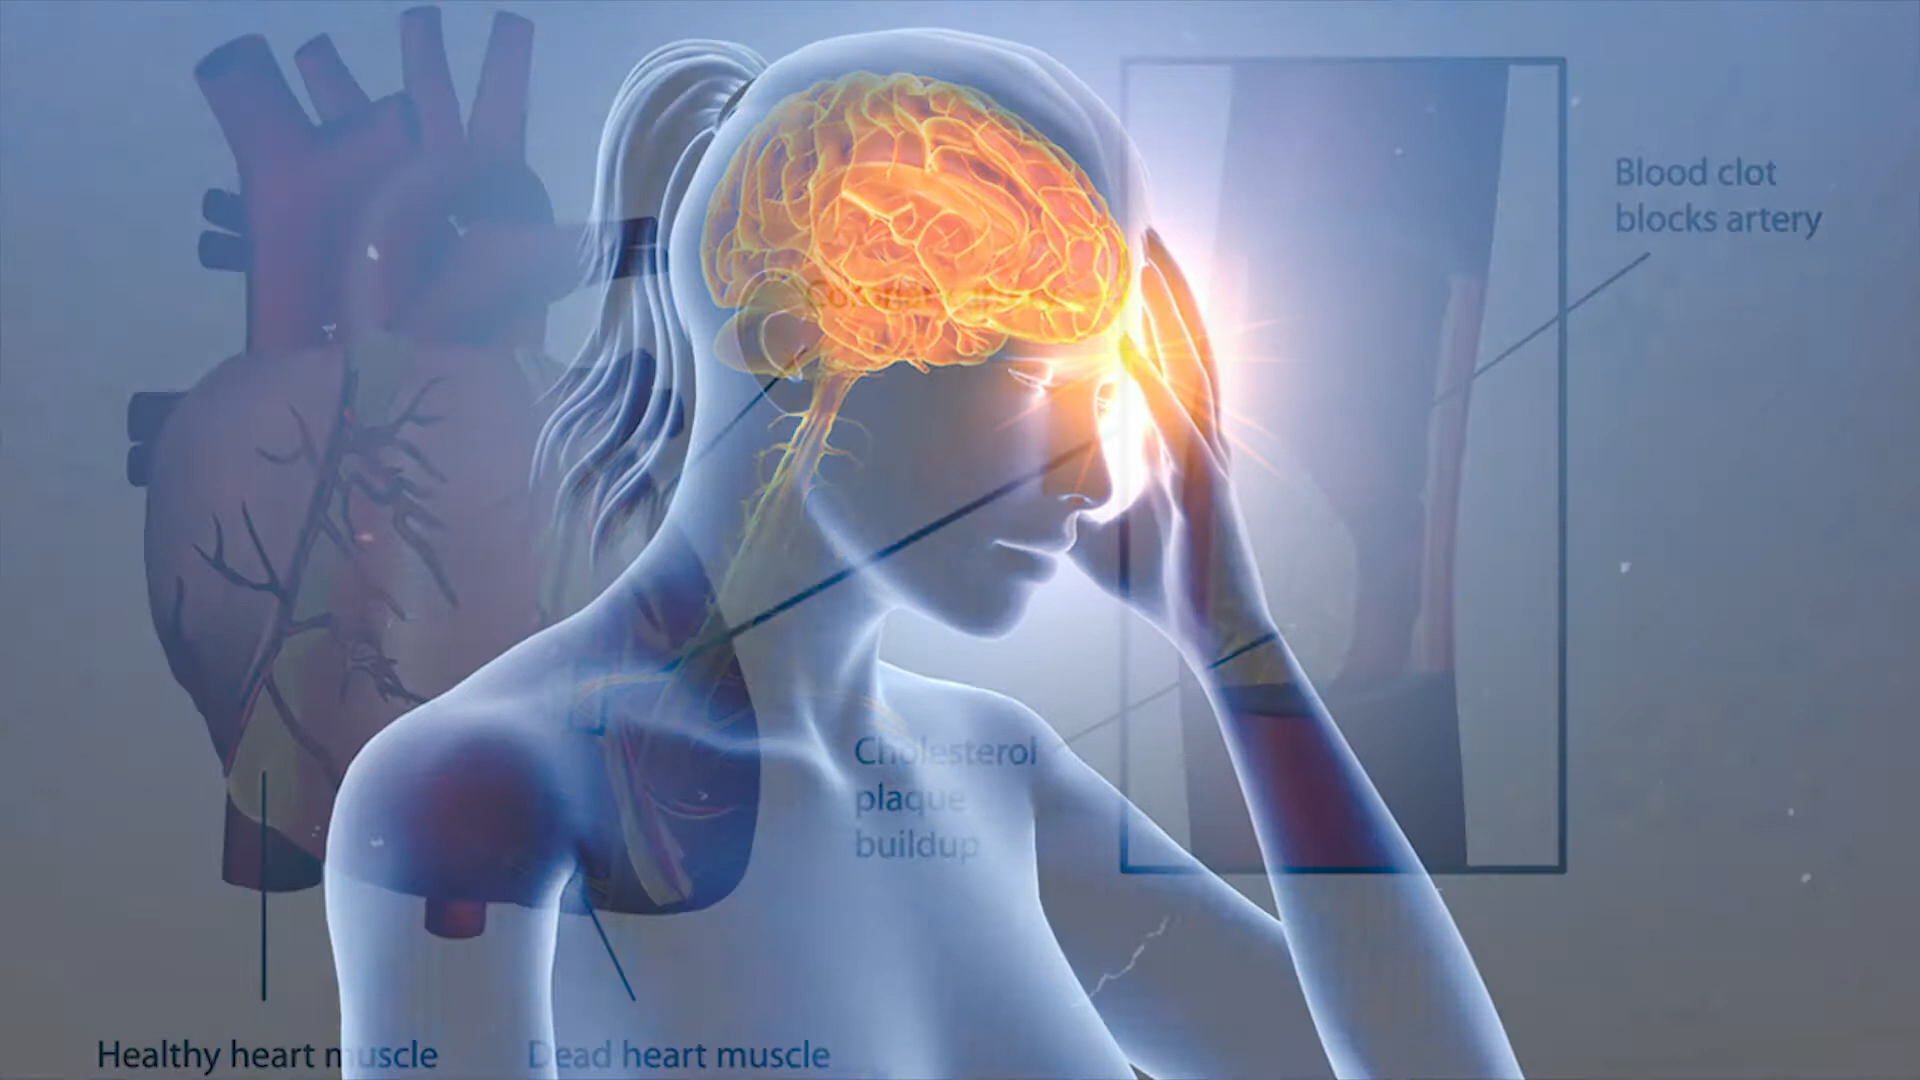 Blood clot
blocks artery
Cholesterol
plaque
buildup
Healthy heart muscle
Dead heart muscle